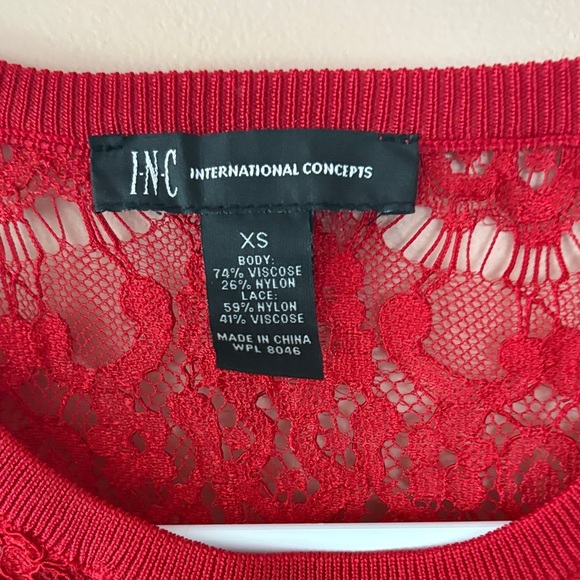 I·N·C INTERNATIONAL CONCEPTS
XS
BODY:
74% VISCOSE
26% NYLON
LACE:
59% NYLON
41% VISCOSE
MADE IN CHINA
WPL 8046